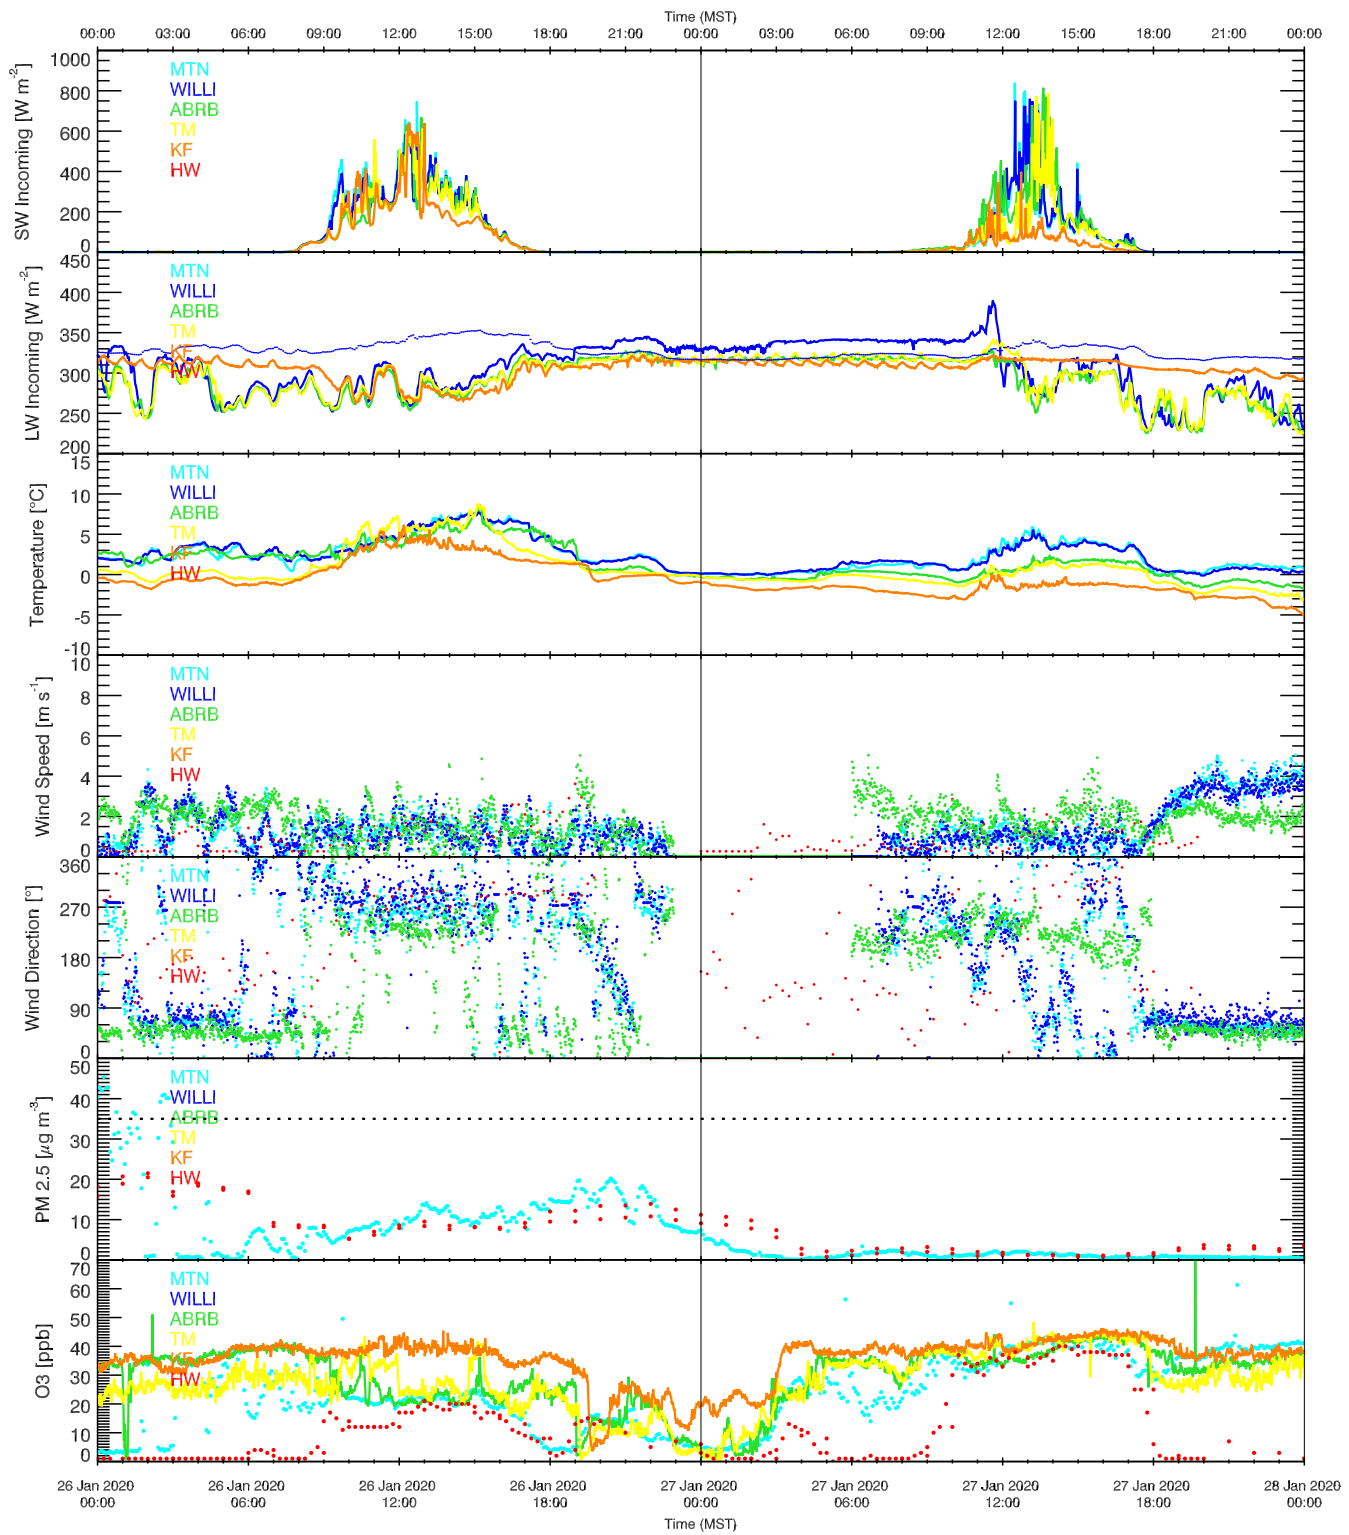 Time (MST)
00:00 03:00 06:00 09:00 12:00 15:00 18:00 21:00 00:00 03:00 06:00 09:00 12:00 15:00 18:00 21:00 00:00
SW Incoming [W m-2]
1000
800
600
400
200
0
MTN
WILLI
ABRB
TM
KF
HW
LW Incoming [W m-2]
450
400
350
300
250
200
MTN
WILLI
ABRB
TM
KF
HW
Temperature [°C]
15
10
5
0
-5
-10
MTN
WILLI
ABRB
TM
KF
HW
Wind Speed [m s-1]
10
8
6
4
2
0
MTN
WILLI
ABRB
TM
KF
HW
Wind Direction [°]
360
270
180
90
0
MTN
WILLI
ABRB
TM
KF
HW
PM 2.5 [µg m-3]
50
40
30
20
10
0
MTN
WILLI
ABRB
TM
KF
HW
O3 [ppb]
70
60
50
40
30
20
10
0
MTN
WILLI
ABRB
TM
KF
HW
26 Jan 2020 26 Jan 2020 26 Jan 2020 26 Jan 2020 27 Jan 2020 27 Jan 2020 27 Jan 2020 27 Jan 2020 28 Jan 2020
00:00 06:00 12:00 18:00 00:00 06:00 12:00 18:00 00:00
Time (MST)